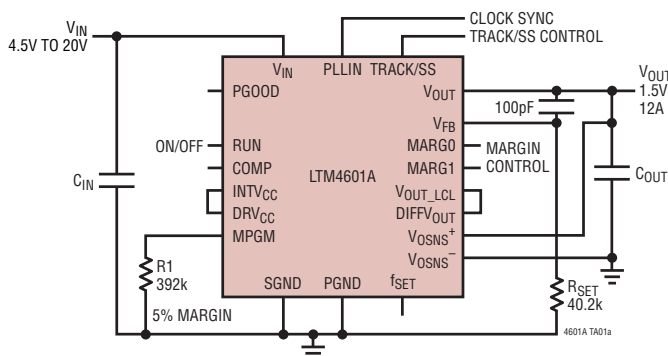 CLOCK SYNC
TRACK/SS CONTROL
VIN
4.5V TO 20V
VIN
PLLIN
TRACK/SS
PGOOD
VOUT
VOUT
1.5V
12A
100pF
VFB
ON/OFF
RUN
MARG0
MARGIN
CONTROL
COMP
LTM4601A
MARG1
CIN
INTVCC
VOUT_LCL
COUT
DRVCC
DIFFVOUT
MPGM
VOSNS+
VOSNS–
R1
392k
SGND
PGND
fSET
RSET
40.2k
5% MARGIN
4601A TA01a